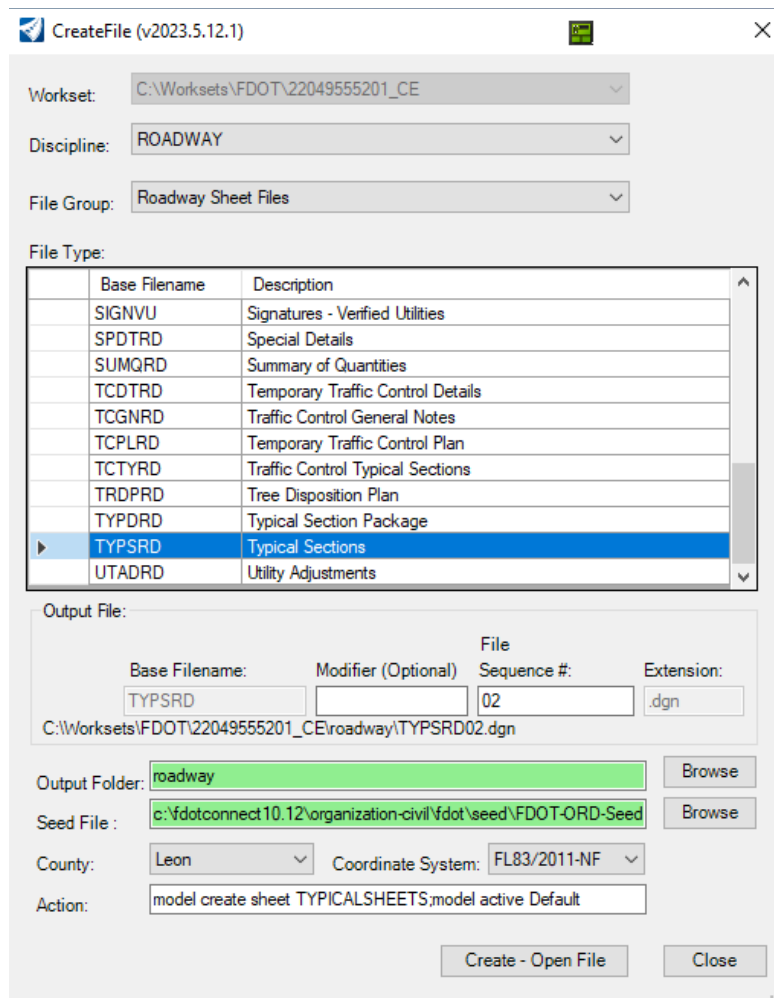 CreateFile (v2023.5.12.1)
Workset: C:\Worksets\FDOT\22049555201_CE
Discipline: ROADWAY
File Group: Roadway Sheet Files
File Type:
Base Filename Description
SIGNVU Signatures - Verified Utilities
SPDTRD Special Details
SUMQRD Summary of Quantities
TCDTRD Temporary Traffic Control Details
TCGNRD Traffic Control General Notes
TCPLRD Temporary Traffic Control Plan
TCTYRD Traffic Control Typical Sections
TRDPRD Tree Disposition Plan
TYPDRD Typical Section Package
TYPSRD Typical Sections
UTADRD Utility Adjustments
Output File:
File
Base Filename: Modifier (Optional) Sequence #: Extension:
TYPSRD 02 .dgn
C:\Worksets\FDOT\22049555201_CE\roadway\TYPSRD02.dgn
Output Folder: roadway Browse
Seed File : c:\fdotconnect10.12\organization-civil\fdot\seed\FDOT-ORD-Seed Browse
County: Leon Coordinate System: FL83/2011-NF
Action: model create sheet TYPICALSHEETS;model active Default
Create - Open File Close